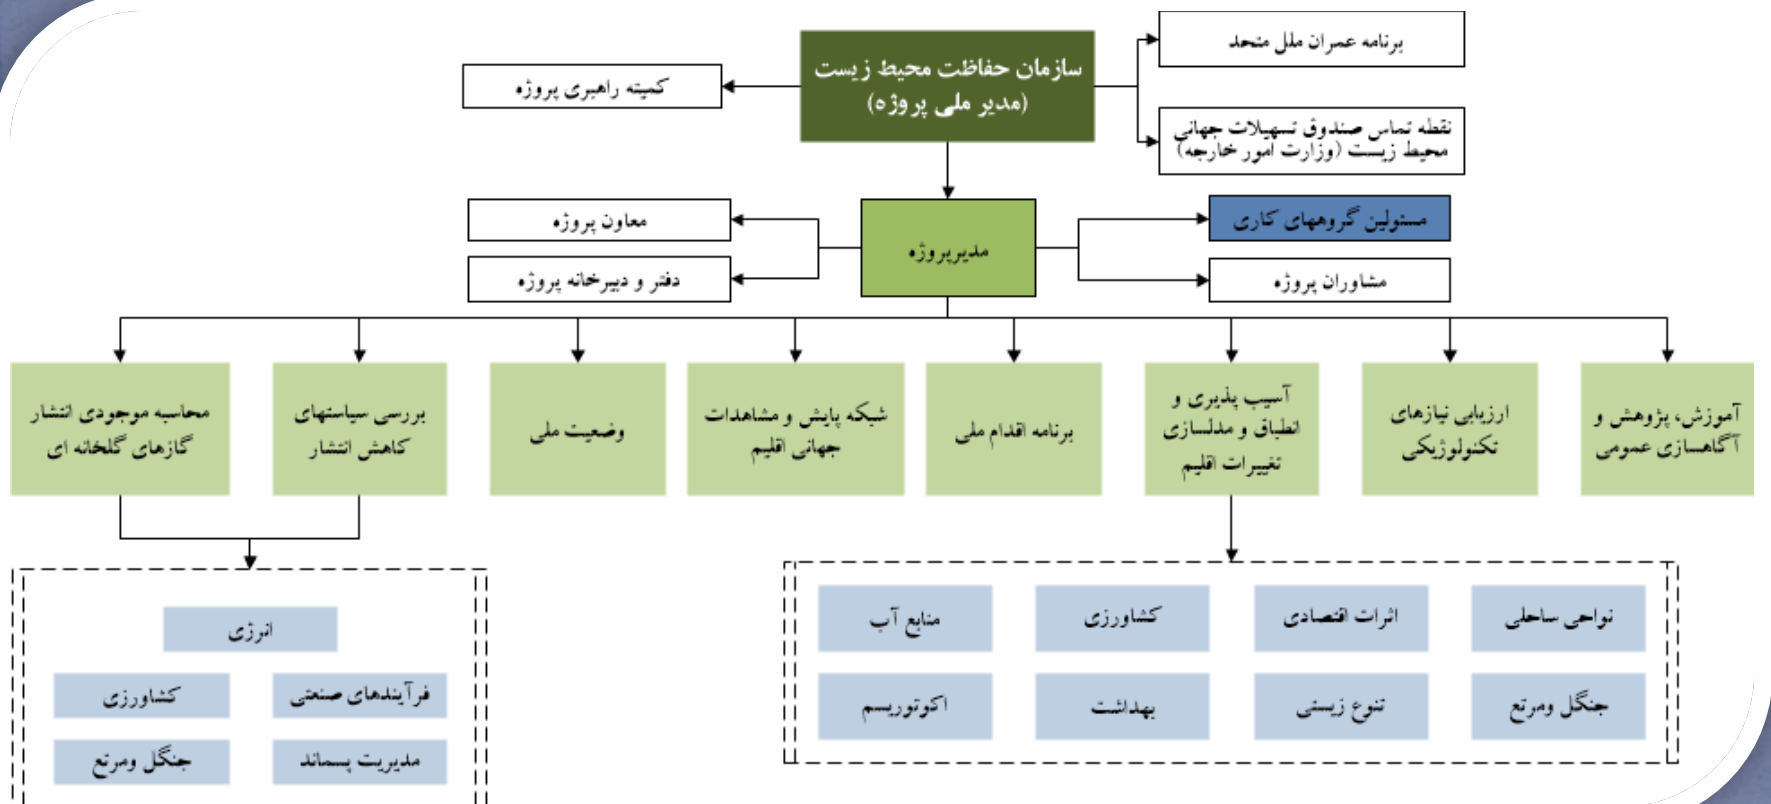 برنامه عمران ملل متحد
سازمان حفاظت محیط زیست
(مدیر ملی پروژه)
کمیته راهبری پروژه
نقطه تماس صندوق تسهیلات جهانی
محیط زیست (وزارت امور خارجه)
مسئولین گروههای کاری
معاون پروژه
مدیرپروژه
مشاوران پروژه
دفتر و دبیرخانه پروژه
آموزش، پژوهش و
آگاهسازی عمومی
ارزیابی نیازهای
تکنولوژیکی
آسیب پذیری و
انطباق و مدلسازی
تغییرات اقلیم
برنامه اقدام ملی
شبکه پایش و مشاهدات
جهانی اقلیم
وضعیت ملی
بررسی سیاستهای
کاهش انتشار
محاسبه موجودی انتشار
گازهای گلخانه ای
نواحی ساحلی
اثرات اقتصادی
کشاورزی
منابع آب
جنگل ومرتع
تنوع زیستی
بهداشت
اکوتوریسم
انرژی
فرآیندهای صنعتی
کشاورزی
مدیریت پسماند
جنگل ومرتع